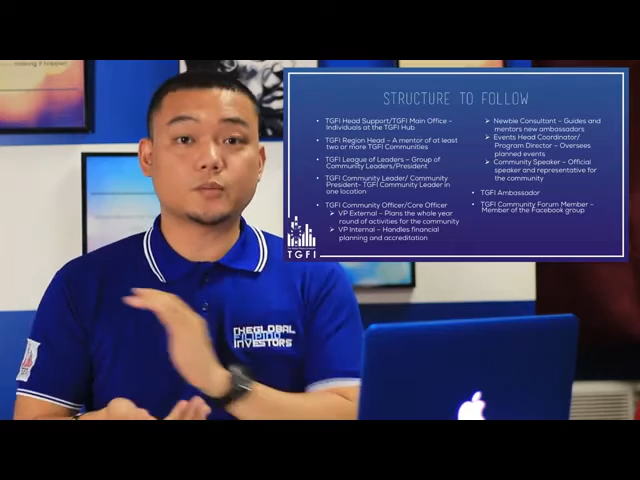 making it happen
STRUCTURE TO FOLLOW
• TGFI Head Support/TGFI Main Office –
Individuals at the TGFI Hub
• TGFI Region Head – A mentor of at least
two or more TGFI Communities
• TGFI League of Leaders – Group of
Community Leaders/President
• TGFI Community Leader/ Community
President- TGFI Community Leader in
one location
• TGFI Community Officer/Core Officer
➢ VP External – Plans the whole year
round of activities for the community
➢ VP Internal – Handles financial
planning and accreditation
➢ Newbie Consultant – Guides and
mentors new ambassadors
➢ Events Head Coordinator/
Program Director – Oversees
planned events
➢ Community Speaker – Official
speaker and representative for
the community
• TGFI Ambassador
• TGFI Community Forum Member –
Member of the Facebook group
TGFI
THEGLOBAL
FILIPINO
INVESTORS